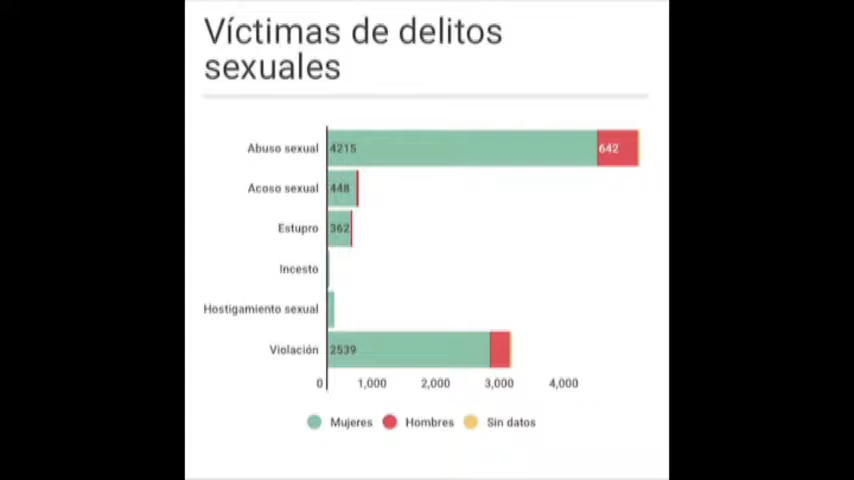 Víctimas de delitos
sexuales
Abuso sexual 4215 642
Acoso sexual 448
Estupro 362
Incesto
Hostigamiento sexual
Violación 2539
0 1,000 2,000 3,000 4,000
Mujeres Hombres Sin datos